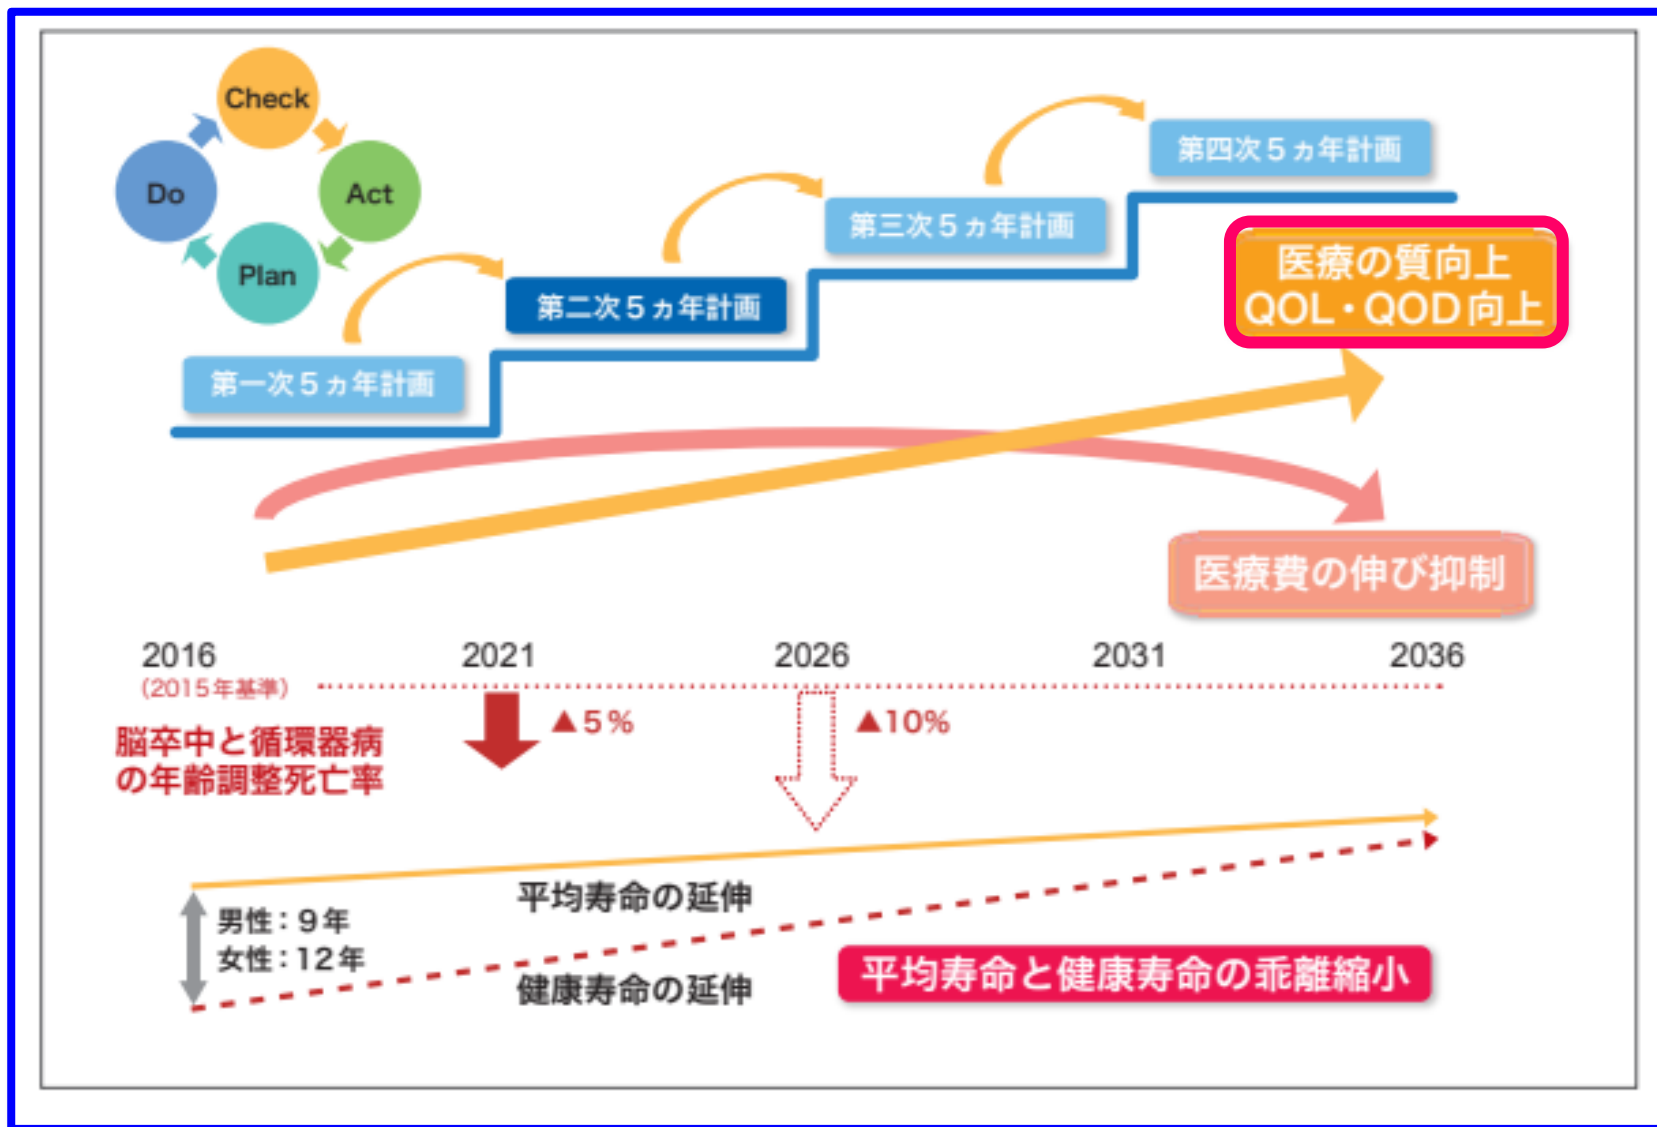 Check
Do
Act
Plan
第四次5ヵ年計画
第三次5ヵ年計画
第二次5ヵ年計画
第一次5ヵ年計画
医療の質向上
QOL・QOD向上
医療費の伸び抑制
2016
2021
2026
2031
2036
(2015年基準)
▲5%
▲10%
脳卒中と循環器病
の年齢調整死亡率
男性：9年
女性：12年
平均寿命の延伸
健康寿命の延伸
平均寿命と健康寿命の乖離縮小